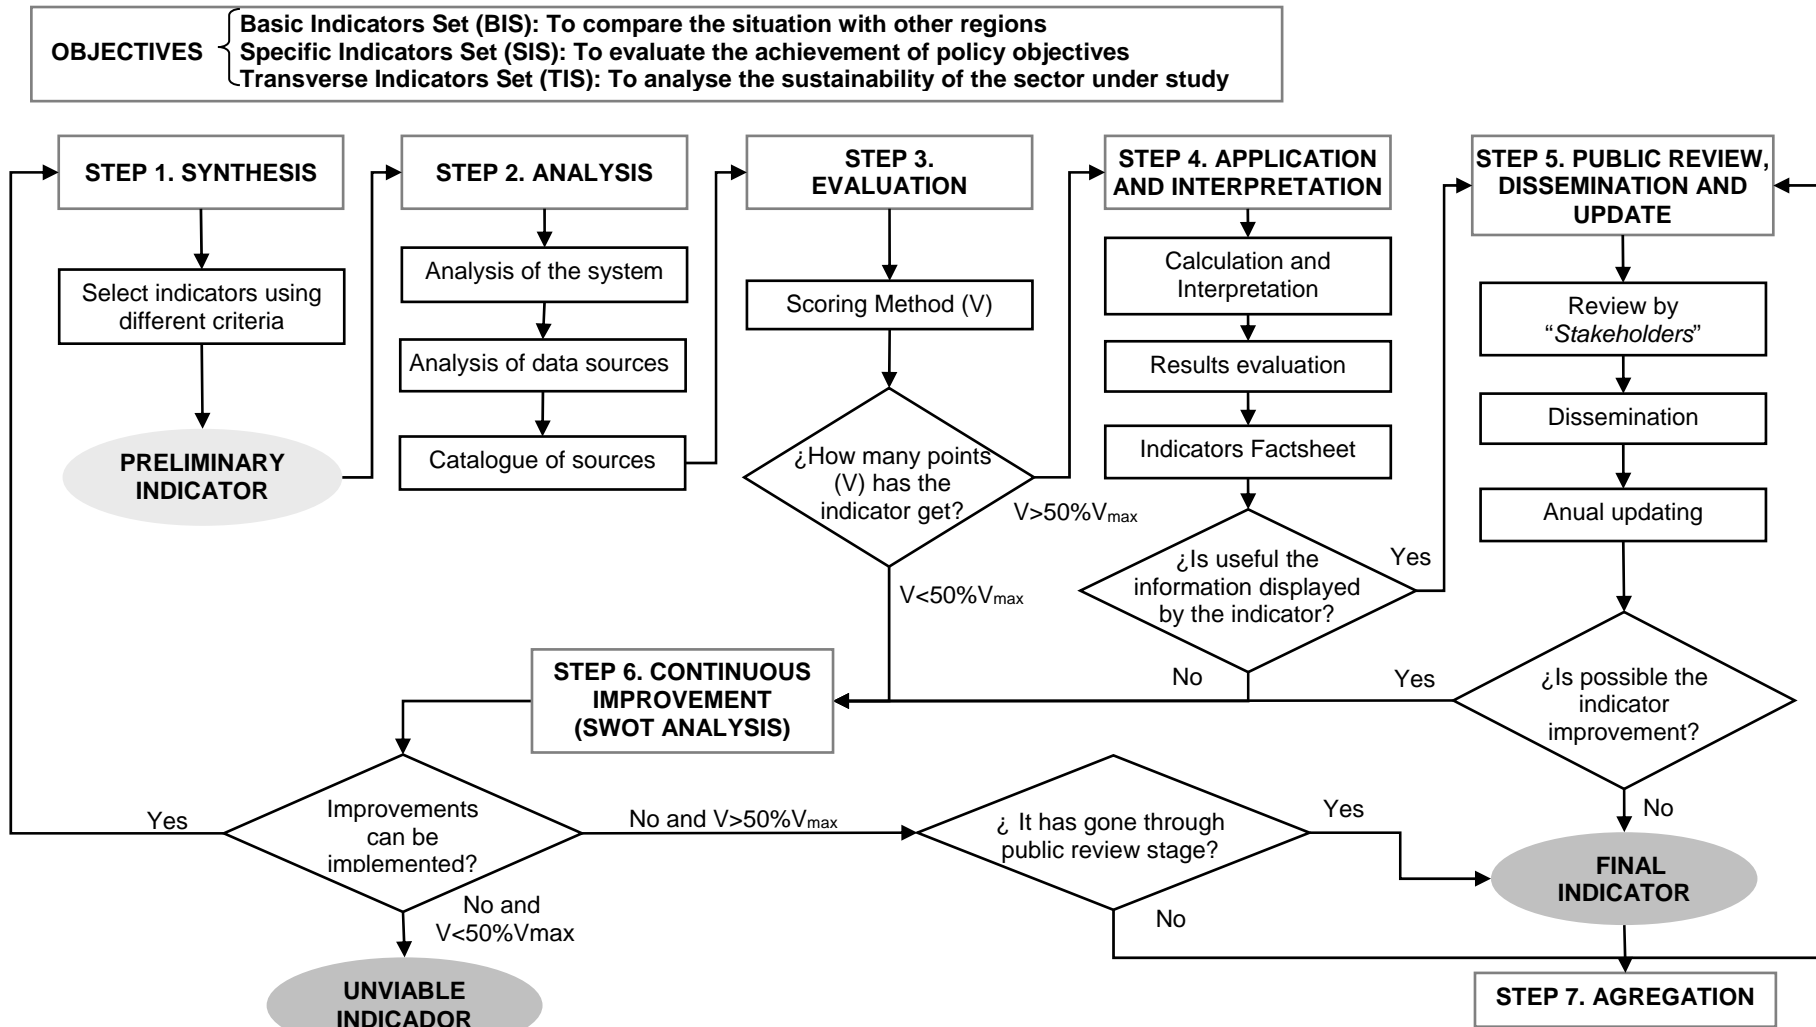 OBJECTIVES
Basic Indicators Set (BIS): To compare the situation with other regions
Specific Indicators Set (SIS): To evaluate the achievement of policy objectives
Transverse Indicators Set (TIS): To analyse the sustainability of the sector under study
STEP 1. SYNTHESIS
Select indicators using
different criteria
PRELIMINARY
INDICATOR
STEP 2. ANALYSIS
Analysis of the system
Analysis of data sources
Catalogue of sources
STEP 3.
EVALUATION
Scoring Method (V)
¿How many points
(V) has the
indicator get?
V>50%Vmax
V<50%Vmax
STEP 4. APPLICATION
AND INTERPRETATION
Calculation and
Interpretation
Results evaluation
Indicators Factsheet
¿Is useful the
information displayed
by the indicator?
Yes
No
STEP 5. PUBLIC REVIEW,
DISSEMINATION AND
UPDATE
Review by
“Stakeholders”
Dissemination
Anual updating
¿Is possible the
indicator
improvement?
Yes
No
STEP 6. CONTINUOUS
IMPROVEMENT
(SWOT ANALYSIS)
Improvements
can be
implemented?
Yes
No and V>50%Vmax
No and
V<50%Vmax
UNVIABLE
INDICADOR
¿ It has gone through
public review stage?
Yes
No
FINAL
INDICATOR
STEP 7. AGREGATION